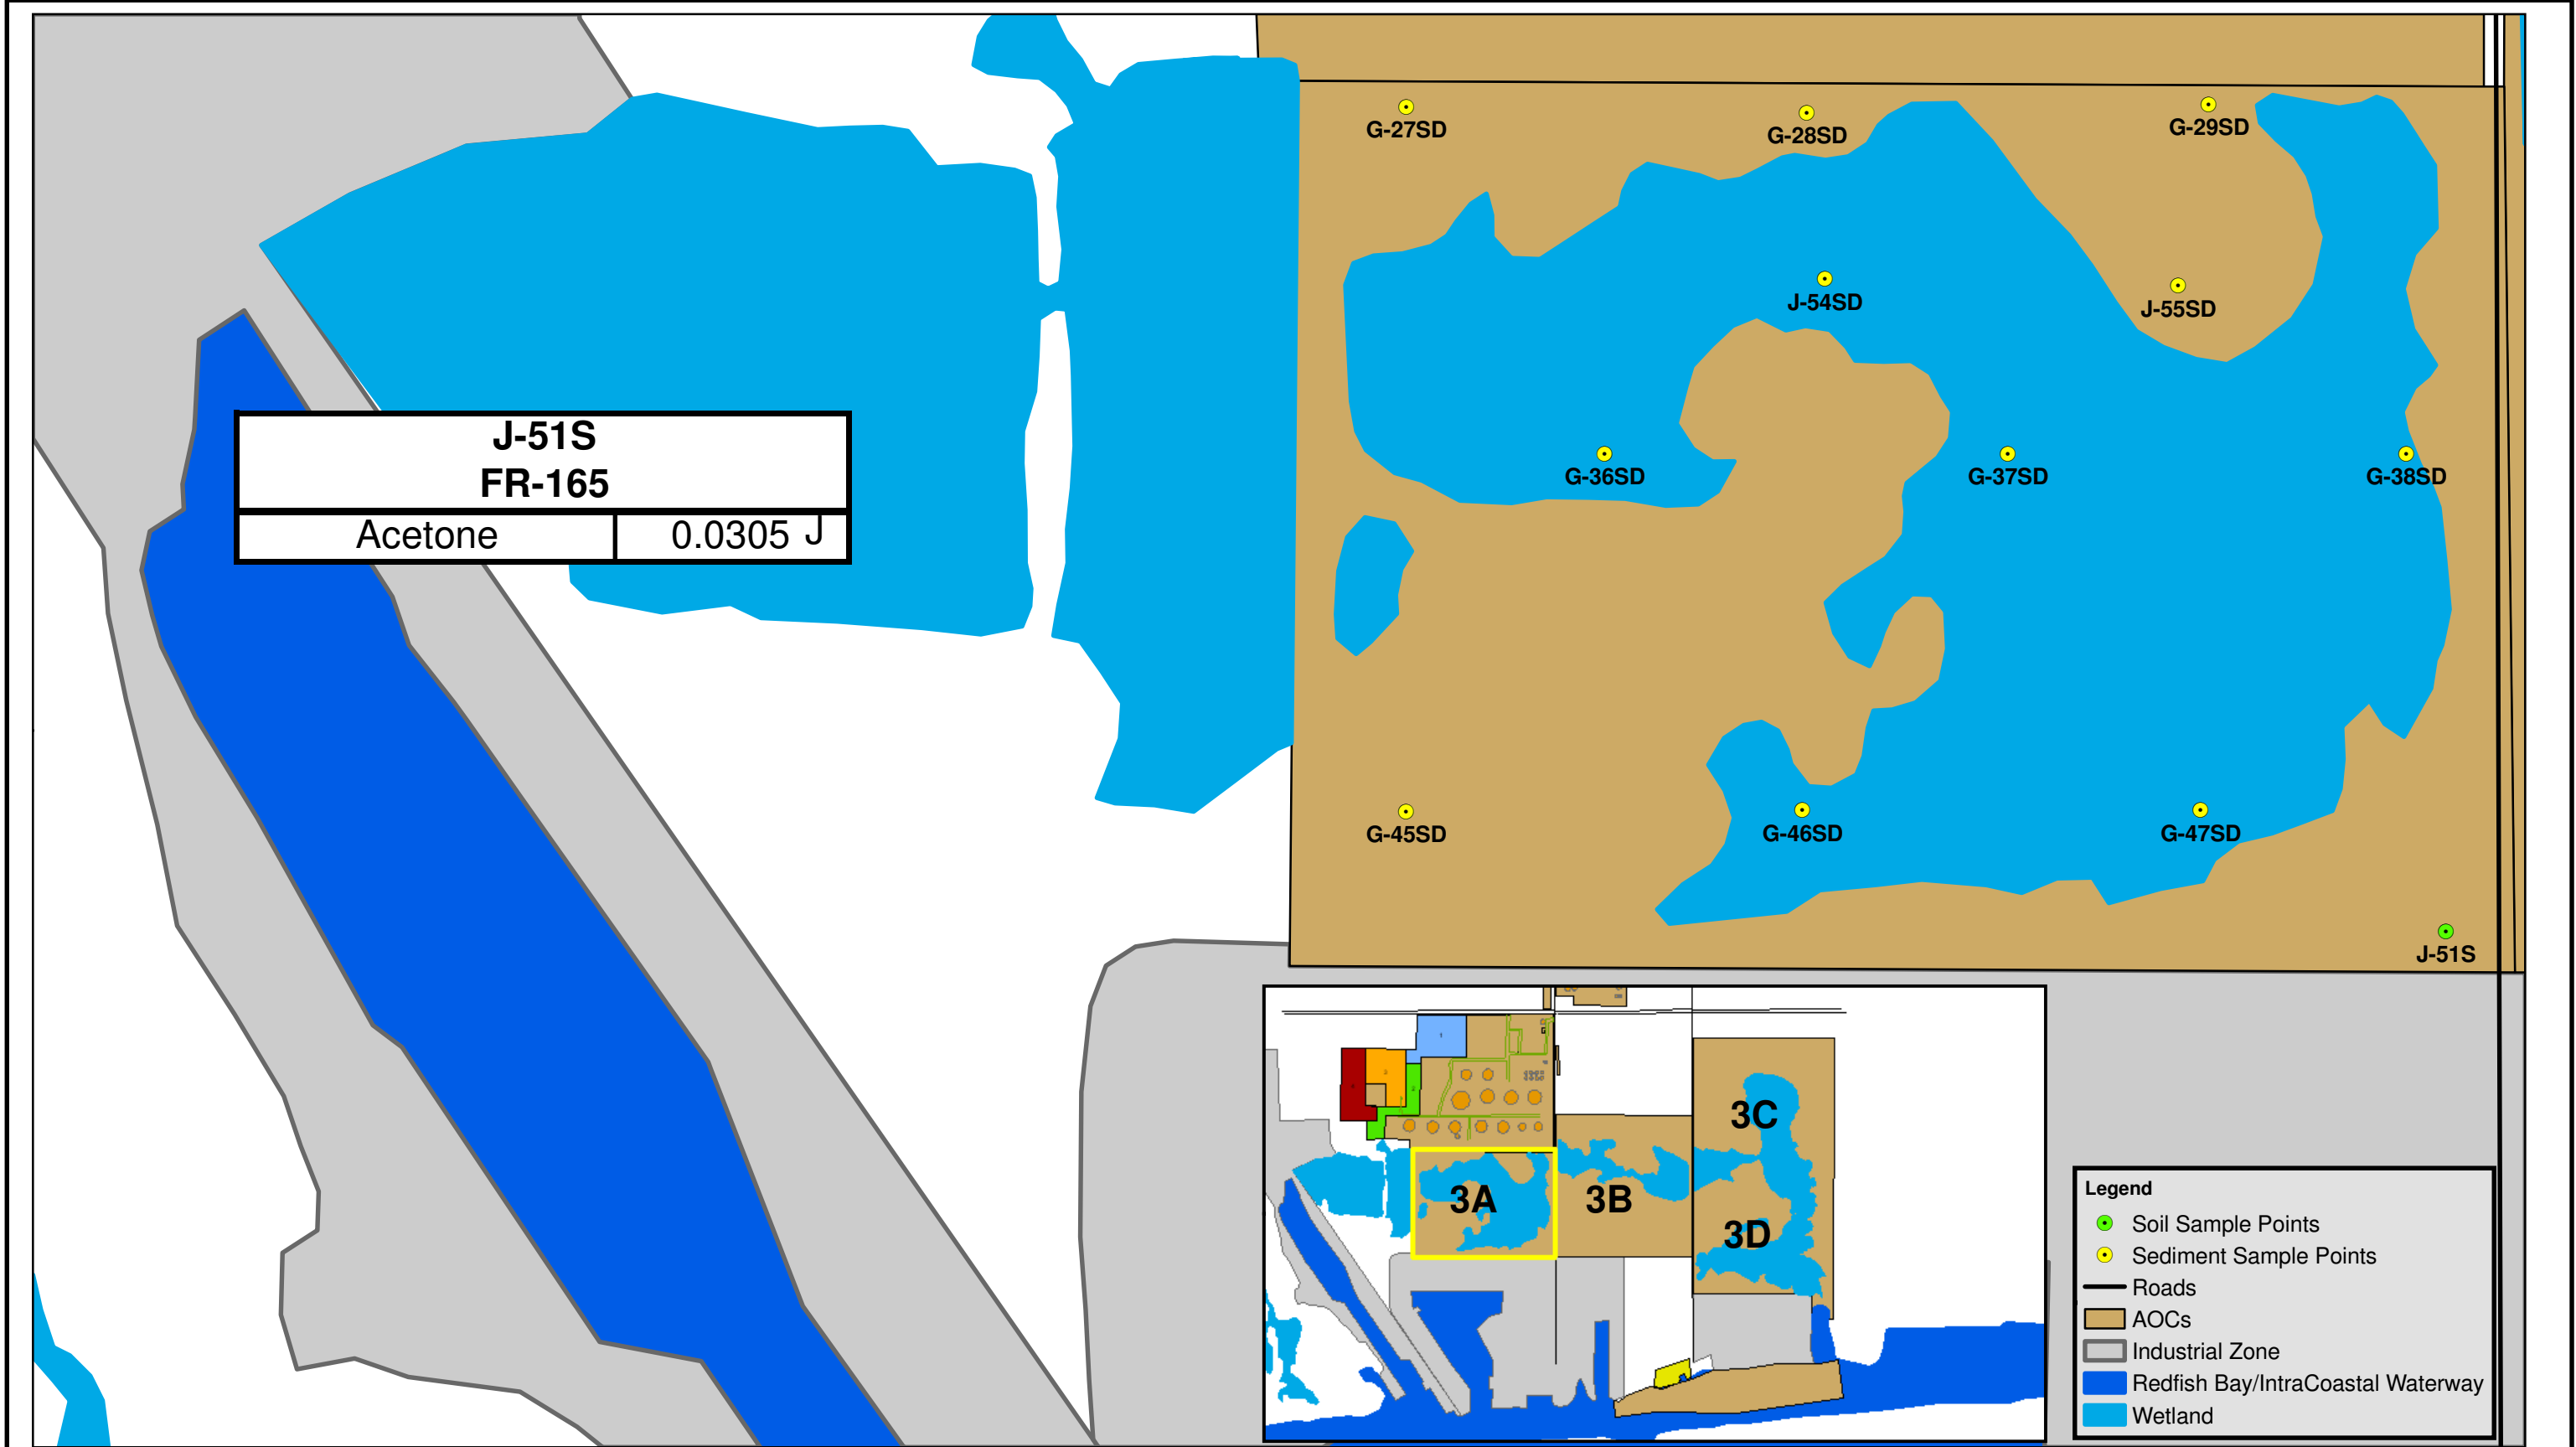 G-27SD
G-28SD
G-29SD
J-54SD
J-55SD
J-51S
FR-165
Acetone 0.0305 J
G-36SD
G-37SD
G-38SD
G-45SD
G-46SD
G-47SD
J-51S
3A
3B
3C
3D
Legend
Soil Sample Points
Sediment Sample Points
Roads
AOCs
Industrial Zone
Redfish Bay/IntraCoastal Waterway
Wetland